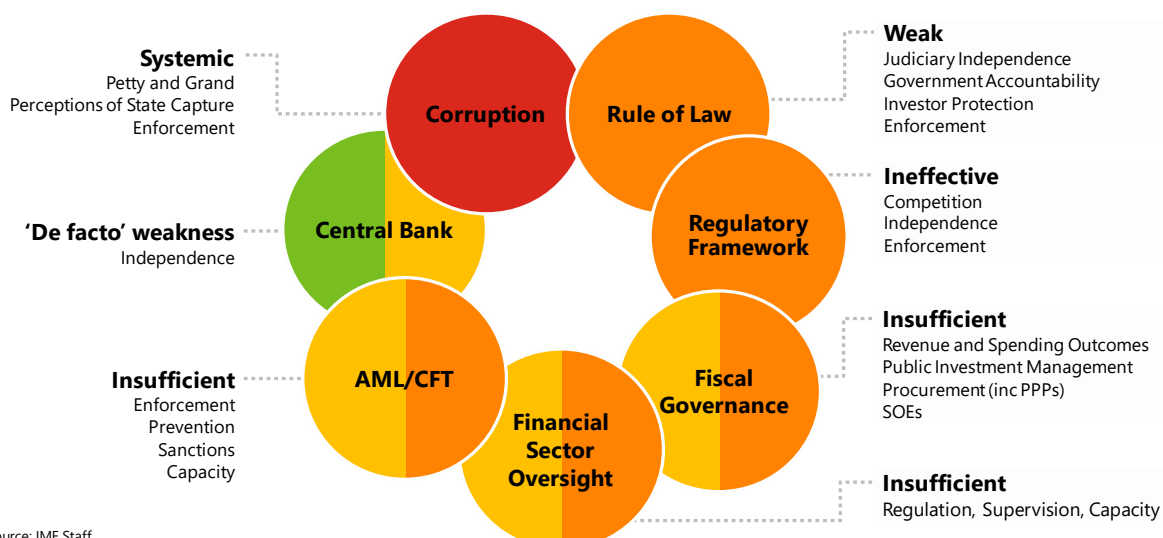 Systemic
Petty and Grand
Perceptions of State Capture
Enforcement
Corruption
Rule of Law
Weak
Judiciary Independence
Government Accountability
Investor Protection
Enforcement
'De facto' weakness
Independence
Central Bank
Regulatory
Framework
Ineffective
Competition
Independence
Enforcement
Insufficient
Enforcement
Prevention
Sanctions
Capacity
AML/CFT
Financial
Sector
Oversight
Fiscal
Governance
Insufficient
Revenue and Spending Outcomes
Public Investment Management
Procurement (inc PPPs)
SOEs
Insufficient
Regulation, Supervision, Capacity
ource: IMF Staff